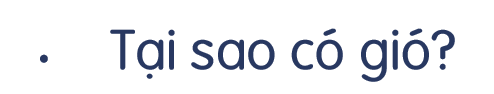 • Tại sao có gió?